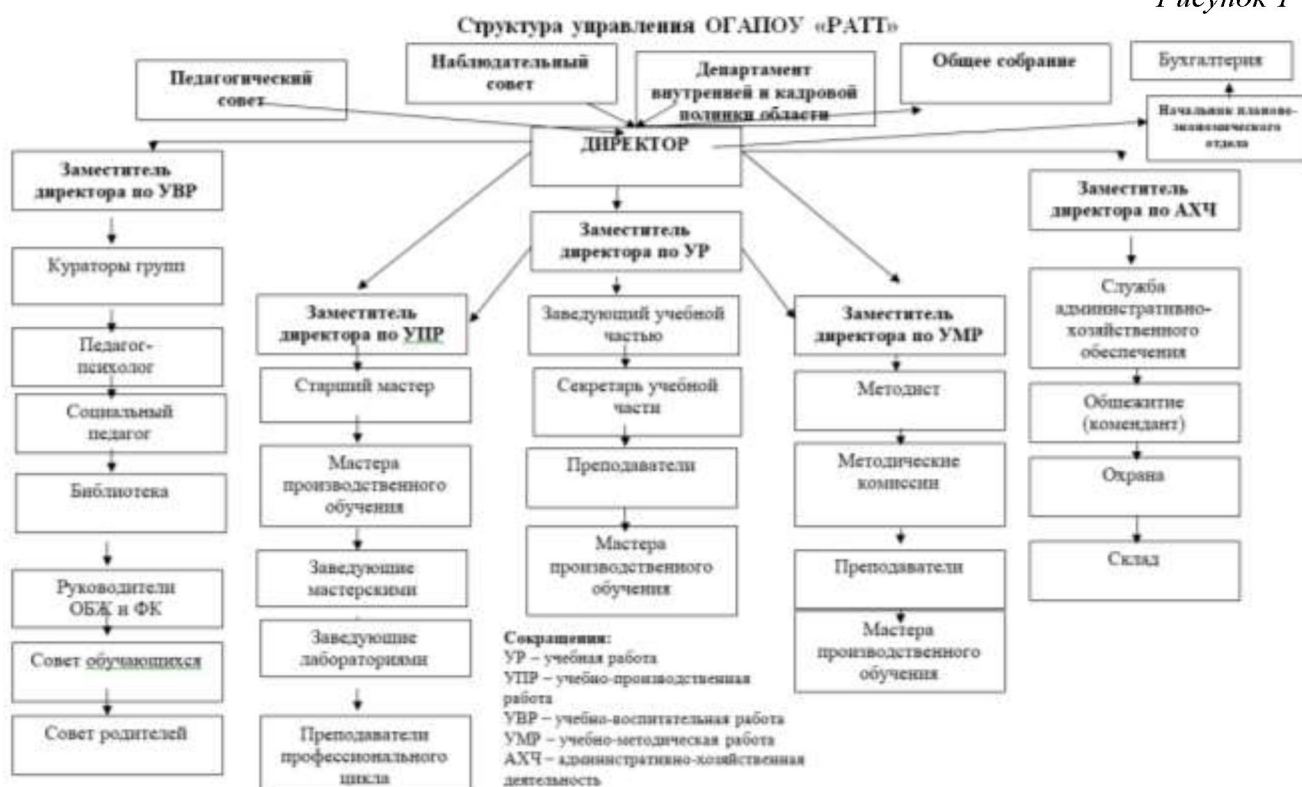 Рисунок 1
Структура управления ОГАПОУ «РАТТ»
Педагогический
совет
Наблюдательный
совет
Департамент
внутренней и кадровой
политики области
Общее собрание
Бухгалтерия
Начальник планово-
экономического
отдела
ДИРЕКТОР
Заместитель
директора по УВР
Кураторы групп
Педагог-
психолог
Социальный
педагог
Библиотека
Руководители
ОБЖ и ФК
Совет обучающихся
Совет родителей
Заместитель
директора по УПР
Старший мастер
Мастера
производственного
обучения
Заведующие
мастерскими
Заведующие
лабораториями
Преподаватели
профессионального
цикла
Заместитель
директора по УР
Заведующий учебной
частью
Секретарь учебной
части
Преподаватели
Мастера
производственного
обучения
Заместитель
директора по УМР
Методист
Методические
комиссии
Преподаватели
Мастера
производственного
обучения
Заместитель
директора по АХЧ
Служба
административно-
хозяйственного
обеспечения
Общежитие
(комендант)
Охрана
Склад
Сокращения:
УР – учебная работа
УПР – учебно-производственная
работа
УВР – учебно-воспитательная работа
УМР – учебно-методическая работа
АХЧ – административно-хозяйственная
деятельность